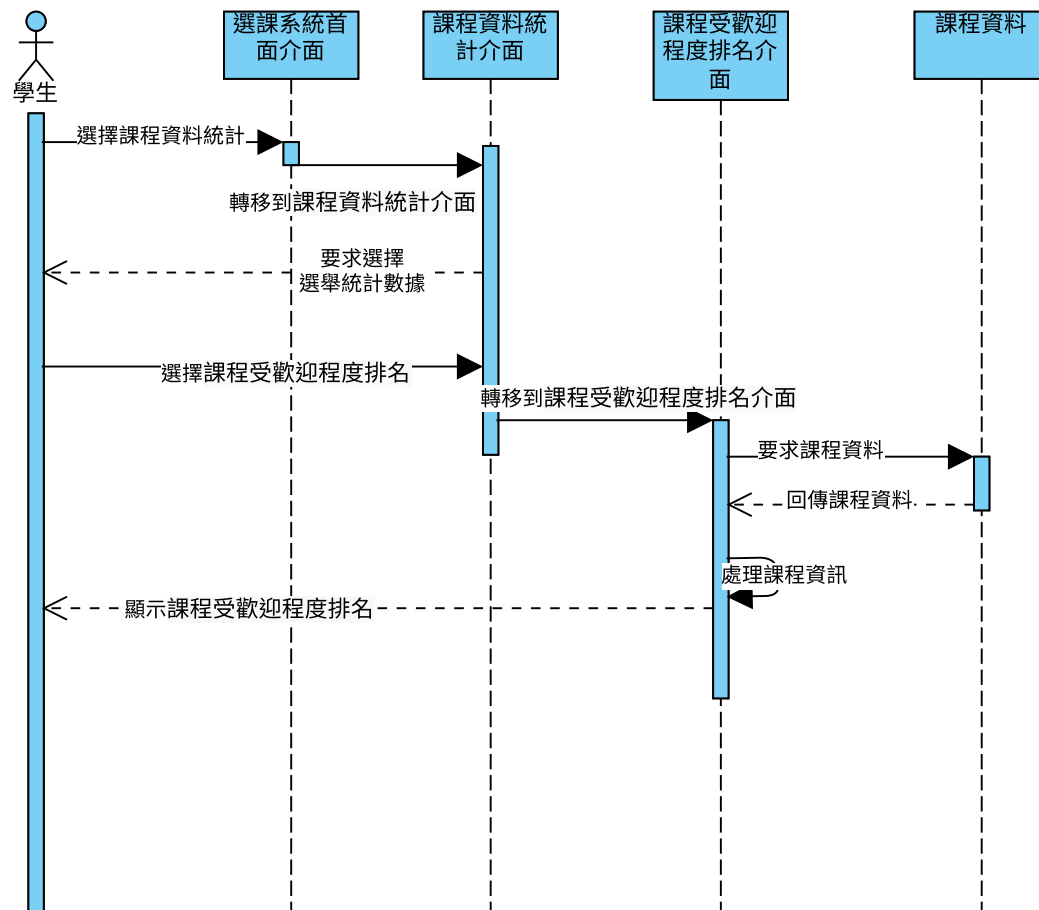 學生
選課系統首
面介面
課程資料統
計介面
課程受歡迎
程度排名介
面
課程資料
選擇課程資料統計
轉移到課程資料統計介面
要求選擇
選舉統計數據
選擇課程受歡迎程度排名
轉移到課程受歡迎程度排名介面
要求課程資料
回傳課程資料
處理課程資訊
顯示課程受歡迎程度排名